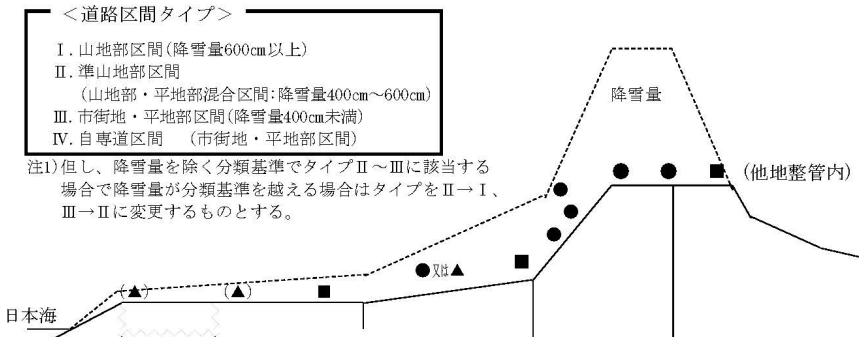 ＜道路区間タイプ＞
Ⅰ．山地部区間(降雪量600㎝以上)
Ⅱ．準山地部区間
(山地部・平地部混合区間：降雪量400㎝～600㎝)
Ⅲ．市街地・平地部区間(降雪量400㎝未満)
Ⅳ．自専道区間　(市街地・平地部区間)
注1)但し、降雪量を除く分類基準でタイプⅡ～Ⅲに該当する
場合で降雪量が分類基準を越える場合はタイプをⅡ→Ⅰ、
Ⅲ→Ⅱに変更するものとする。
降雪量
(他地整管内)
●又は▲
(▲)
(▲)
日本海